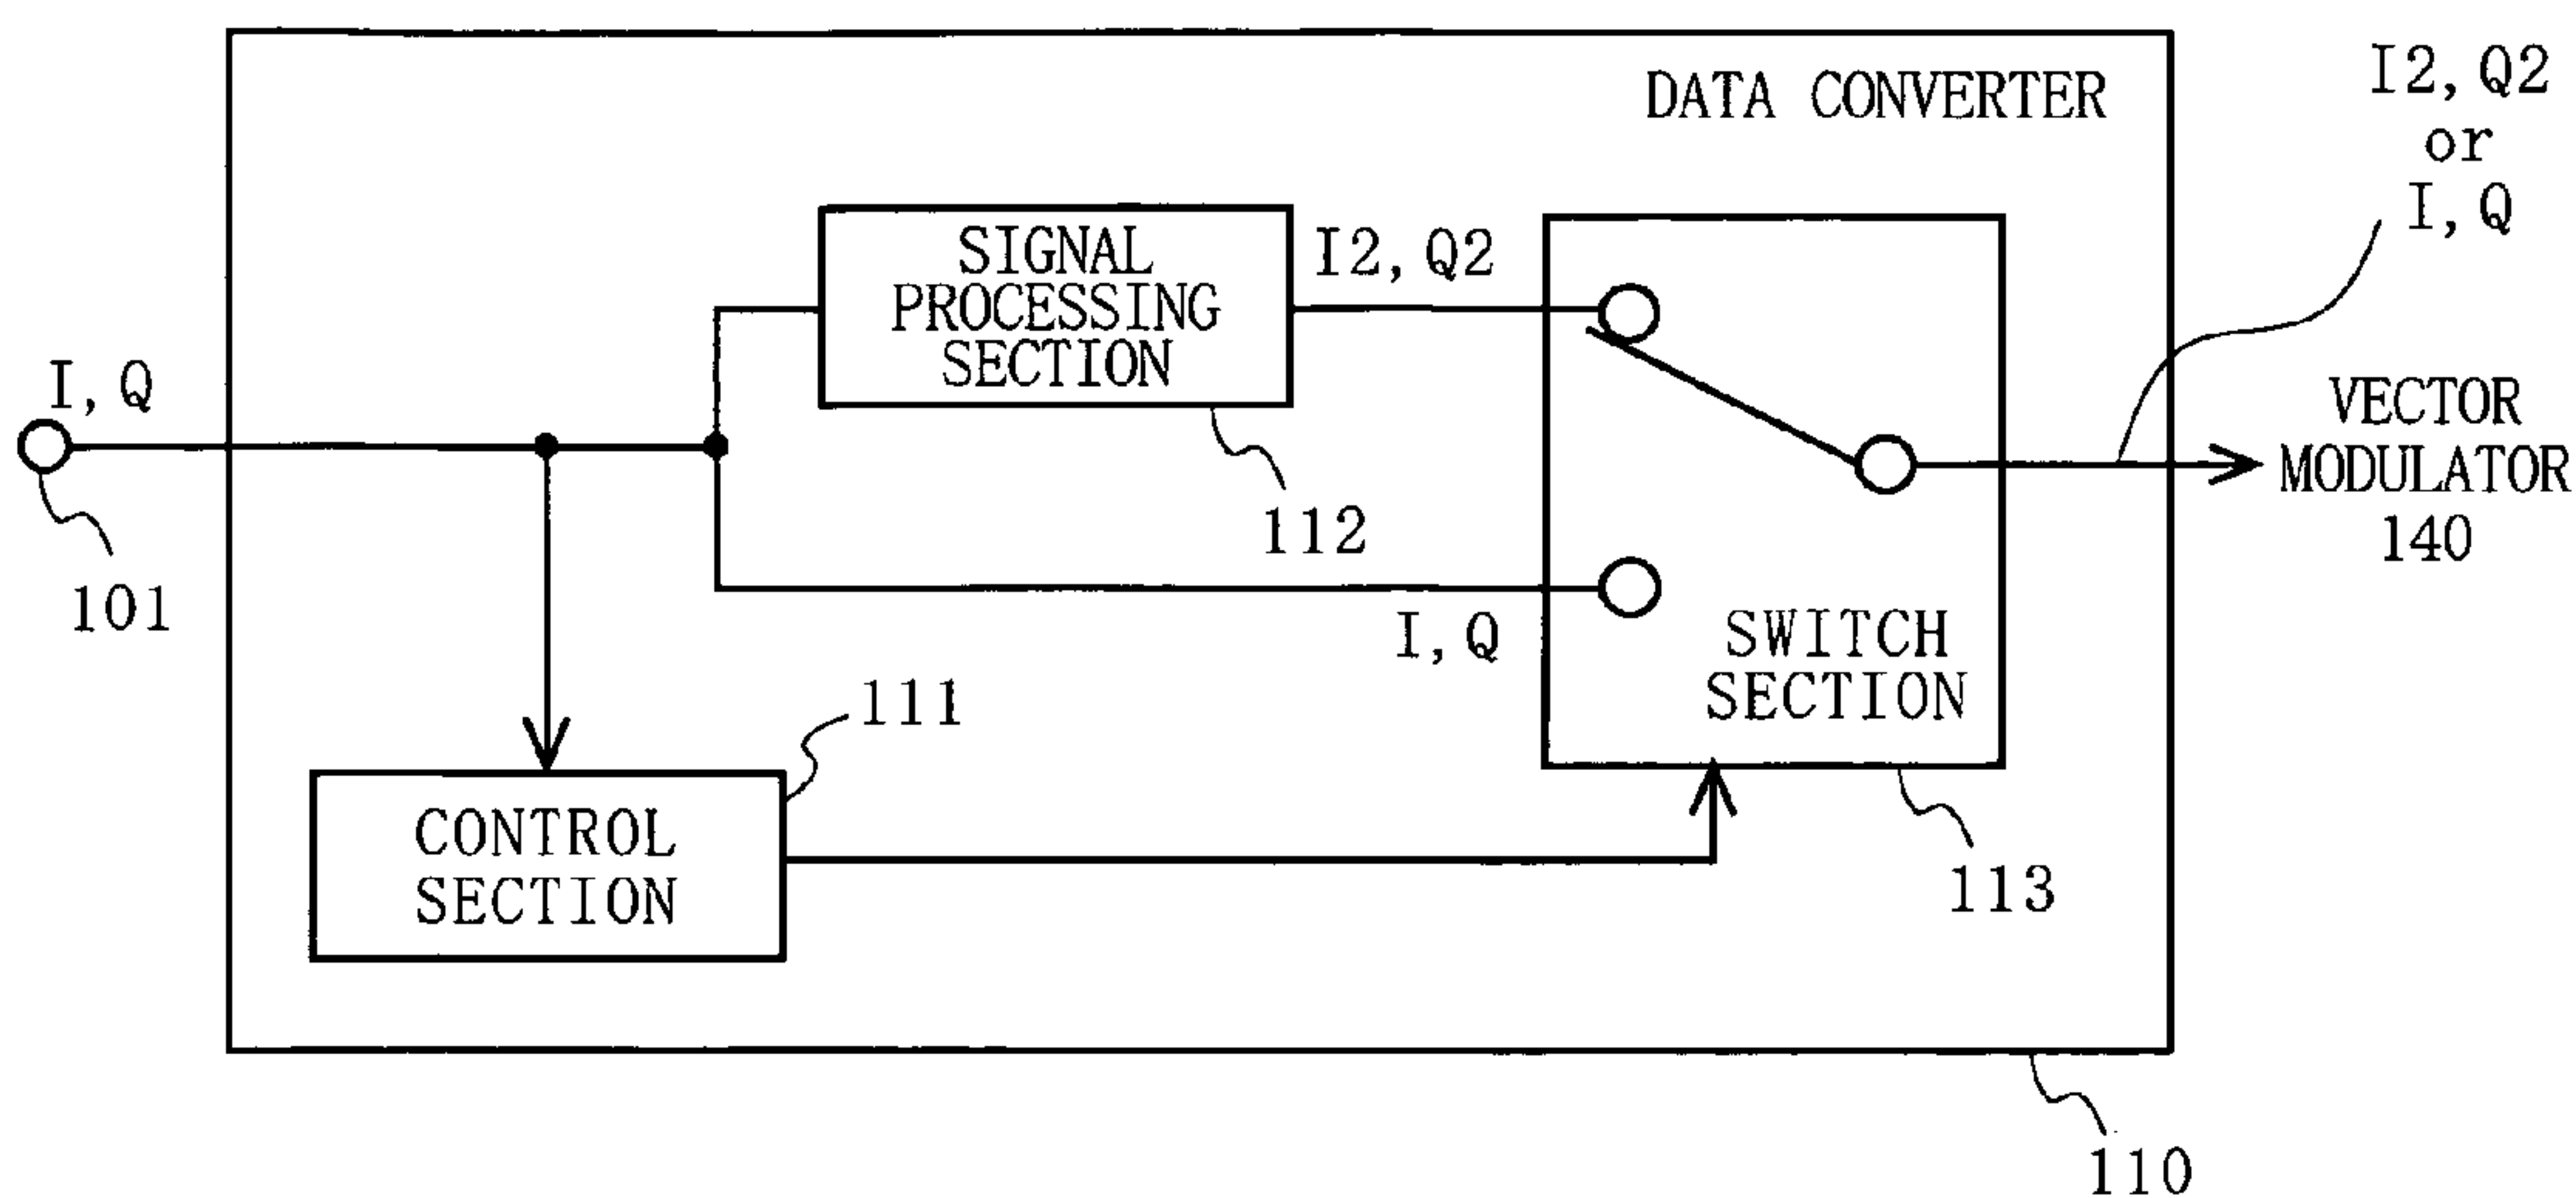 DATA CONVERTER
I2, Q2
or
I, Q
SIGNAL
PROCESSING
SECTION
I2, Q2
I, Q
101
112
VECTOR
MODULATOR
140
I, Q
SWITCH
SECTION
111
CONTROL
SECTION
113
110